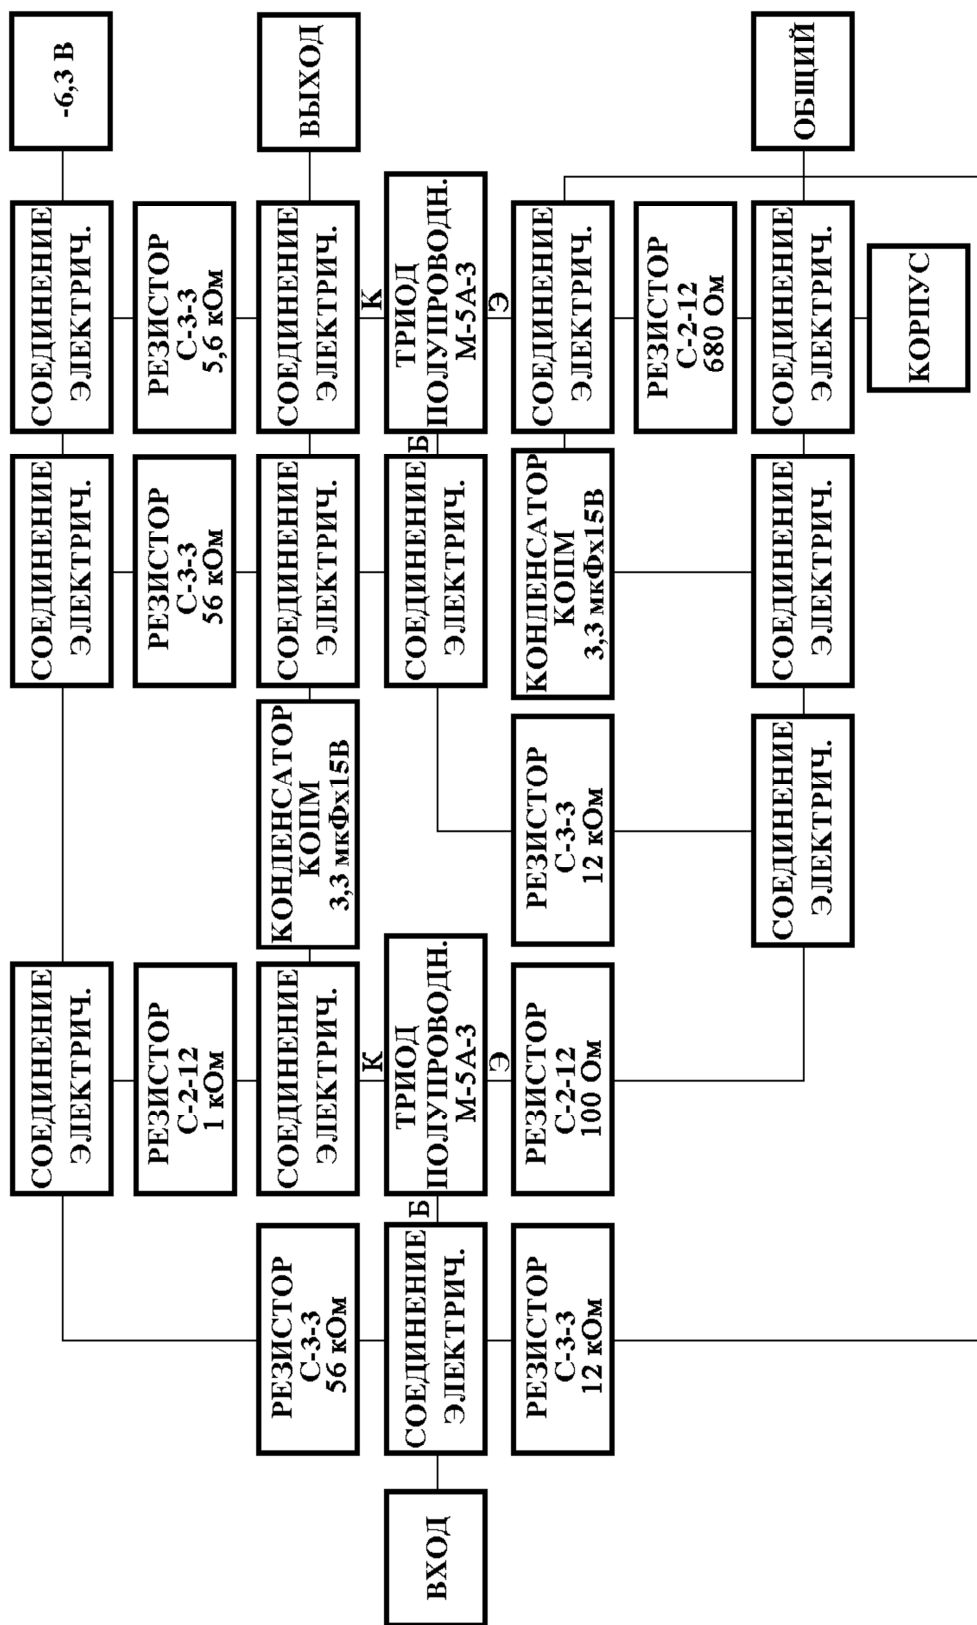 СОЕДИНЕНИЕ
ЭЛЕКТРИЧ.
СОЕДИНЕНИЕ
ЭЛЕКТРИЧ.
СОЕДИНЕНИЕ
ЭЛЕКТРИЧ.
-6,3 В
РЕЗИСТОР
С-2-12
1 кОм
РЕЗИСТОР
С-3-3
56 кОм
РЕЗИСТОР
С-3-3
5,6 кОм
РЕЗИСТОР
С-3-3
56 кОм
СОЕДИНЕНИЕ
ЭЛЕКТРИЧ.
КОНДЕНСАТОР
КОПМ
3,3 мкФх15В
СОЕДИНЕНИЕ
ЭЛЕКТРИЧ.
СОЕДИНЕНИЕ
ЭЛЕКТРИЧ.
ВЫХОД
К
К
ВХОД
СОЕДИНЕНИЕ
ЭЛЕКТРИЧ.
Б
ТРИОД
ПОЛУПРОВОДН.
М-5А-3
СОЕДИНЕНИЕ
ЭЛЕКТРИЧ.
Б
ТРИОД
ПОЛУПРОВОДН.
М-5А-3
Э
Э
РЕЗИСТОР
С-3-3
12 кОм
РЕЗИСТОР
С-2-12
100 Ом
РЕЗИСТОР
С-3-3
12 кОм
КОНДЕНСАТОР
КОПМ
3,3 мкФх15В
СОЕДИНЕНИЕ
ЭЛЕКТРИЧ.
РЕЗИСТОР
С-2-12
680 Ом
СОЕДИНЕНИЕ
ЭЛЕКТРИЧ.
СОЕДИНЕНИЕ
ЭЛЕКТРИЧ.
СОЕДИНЕНИЕ
ЭЛЕКТРИЧ.
ОБЩИЙ
КОРПУС